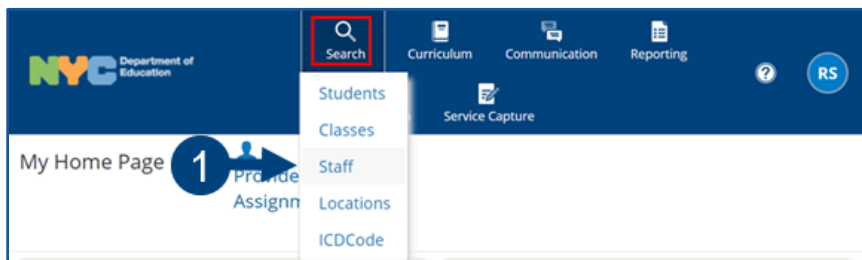 NYC Department of
Education
Search
Curriculum
Communication
Reporting
?
RS
Service Capture
Students
Classes
Staff
Locations
ICDCode
My Home Page
1